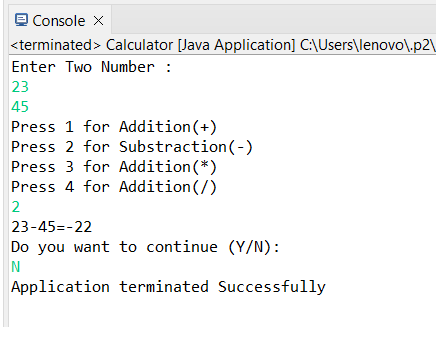 Console
<terminated> Calculator [Java Application] C:\Users\lenovo\.p2\
Enter Two Number :
23
45
Press 1 for Addition(+)
Press 2 for Substraction(-)
Press 3 for Addition(*)
Press 4 for Addition(/)
2
23-45=-22
Do you want to continue (Y/N):
N
Application terminated Successfully